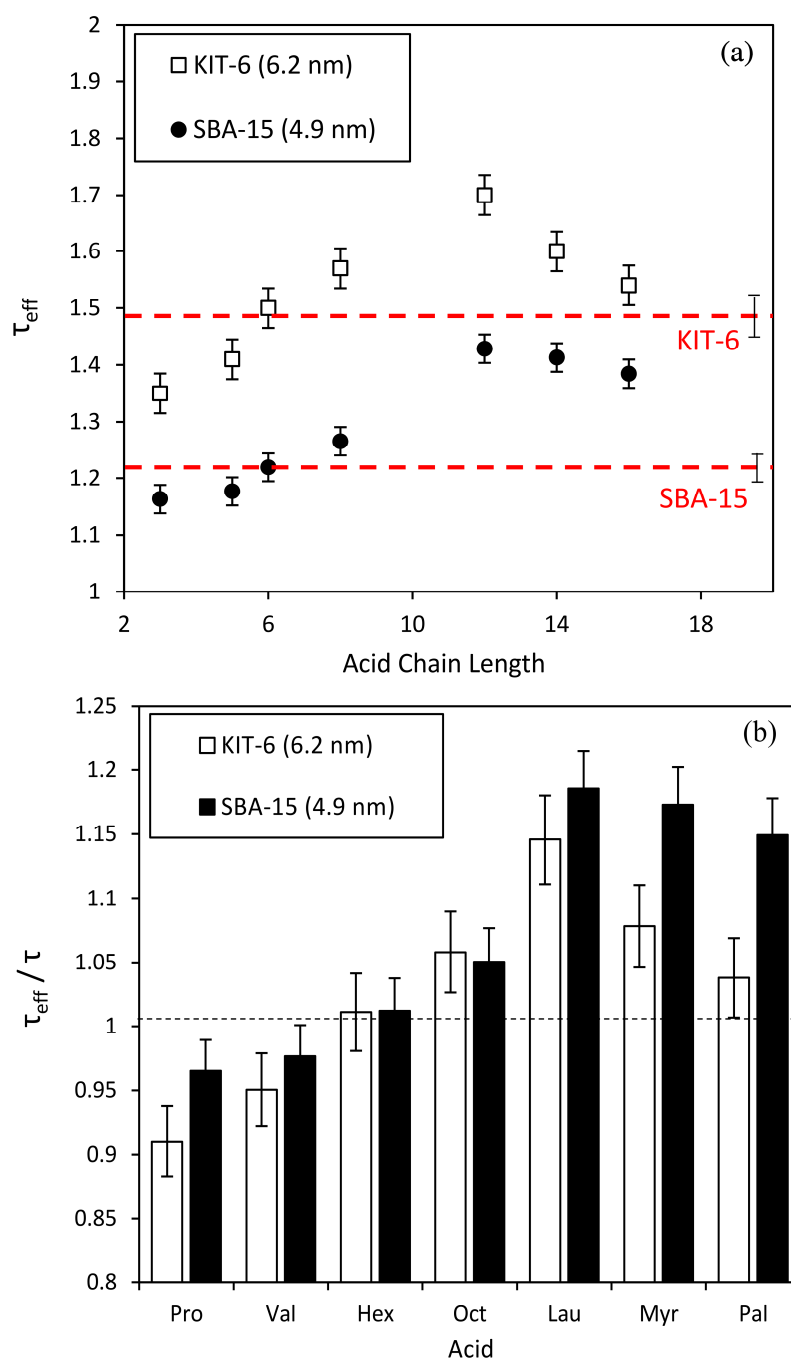 (a)
KIT-6 (6.2 nm)
SBA-15 (4.9 nm)
2
1.9
1.8
1.7
1.6
1.5
1.4
1.3
1.2
1.1
1
τeff
KIT-6
SBA-15
2 6 10 14 18
Acid Chain Length
(b)
KIT-6 (6.2 nm)
SBA-15 (4.9 nm)
1.25
1.2
1.15
1.1
1.05
1
0.95
0.9
0.85
0.8
τeff / τ
Pro Val Hex Oct Lau Myr Pal
Acid